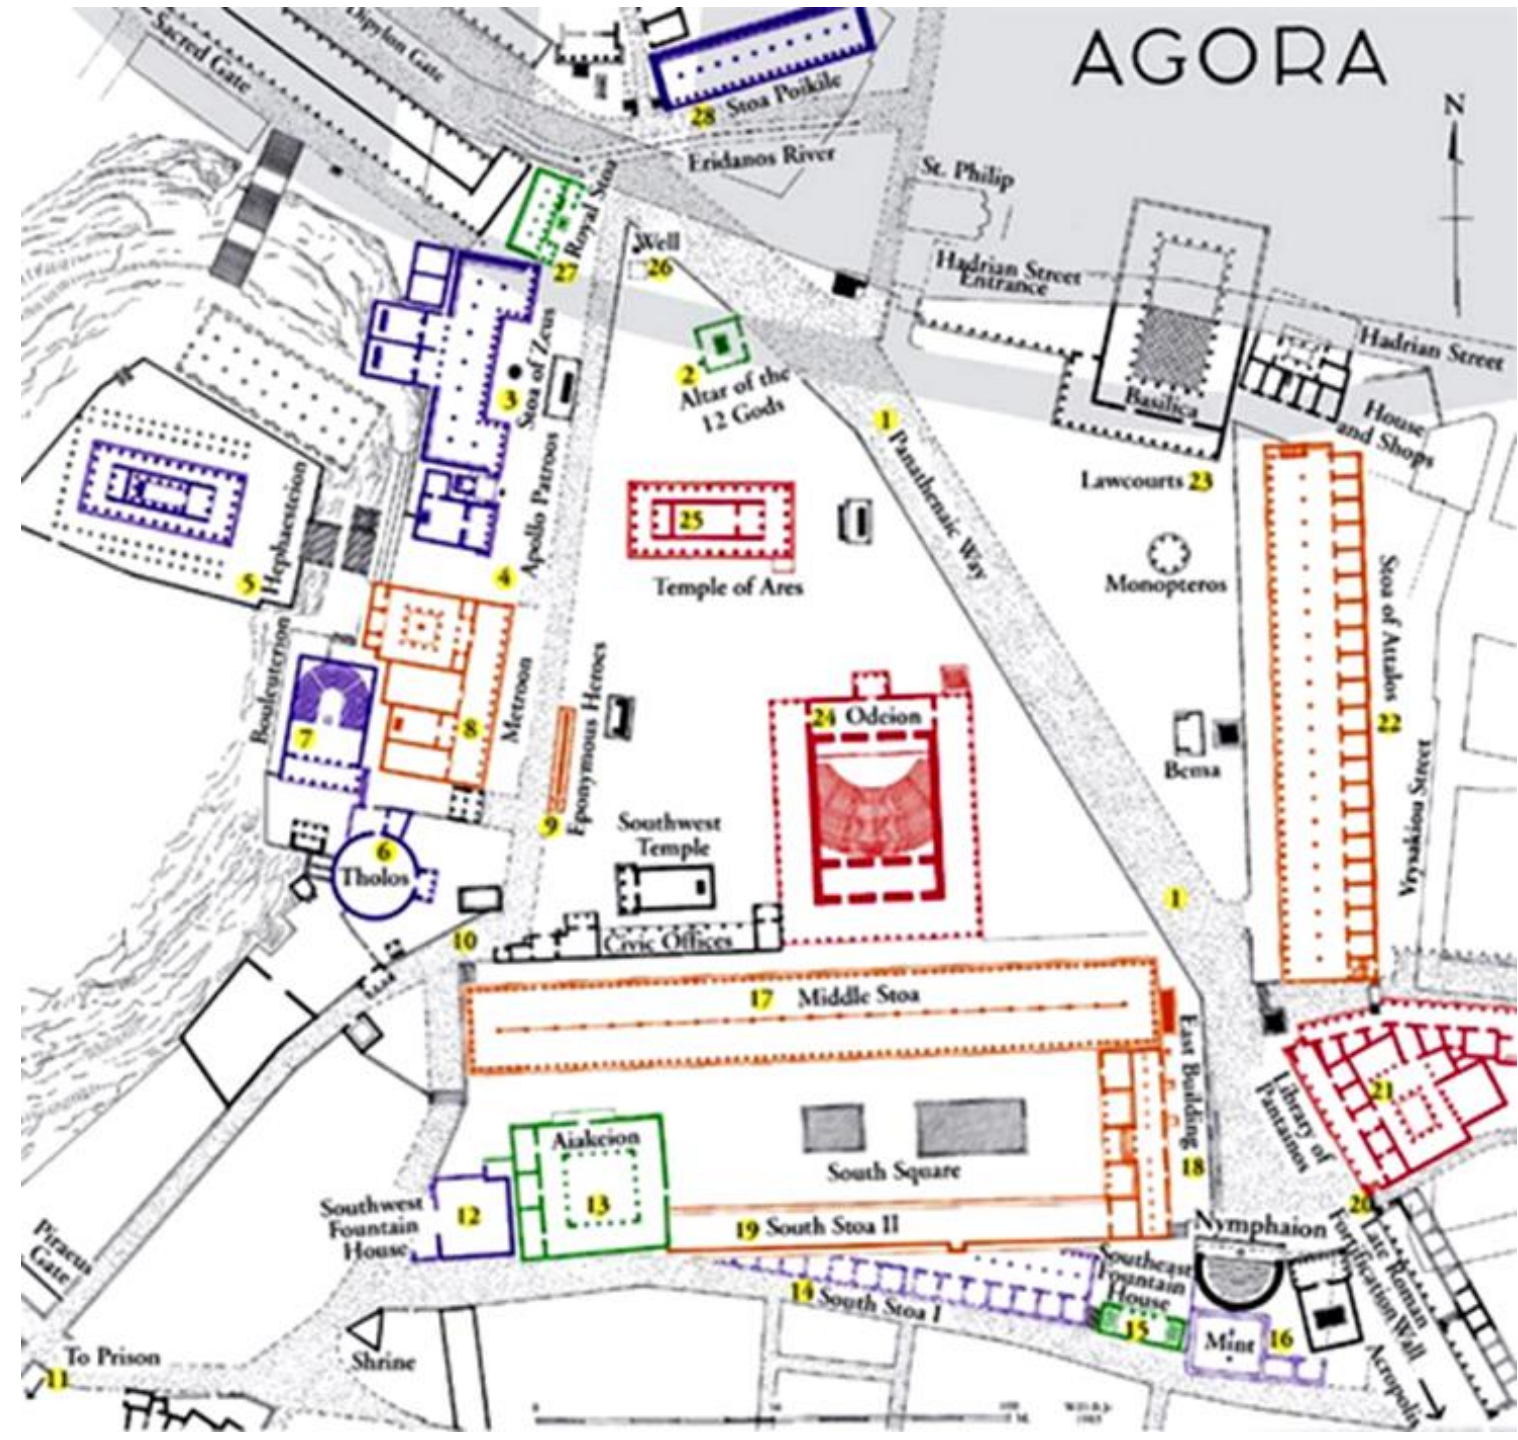 AGORA
N
Sacred Gate
Dipylon Gate
28 Stoa Poikile
Eridanos River
St. Philip
Royal Stoa
27
Well
26
Hadrian Street
Entrance
Hadrian Street
2
Altar of the
12 Gods
3
Stoa of Zeus
1
Panathenaic Way
Basilica
House
and Shops
Lawcourts 23
Apollo Patroos
4
5
Hephaesteion
25
Temple of Ares
Monopteros
Stoa of Attalos
22
Vrysakiou Street
Bouleuterion
7
8
Metroon
Eponymous Heroes
9
24 Odeion
Bema
6
Tholos
Southwest
Temple
1
10
Civic Offices
17 Middle Stoa
East Building
18
Library of
Pantainos
21
Aiakeion
13
South Square
Southwest
Fountain
House
12
19 South Stoa II
20
Nymphaion
Late Roman
Fortification Wall
Piraeus
Gate
14 South Stoa I
Southeast
Fountain
House
15
Mint
16
To Prison
11
Shrine
Acropolis
0